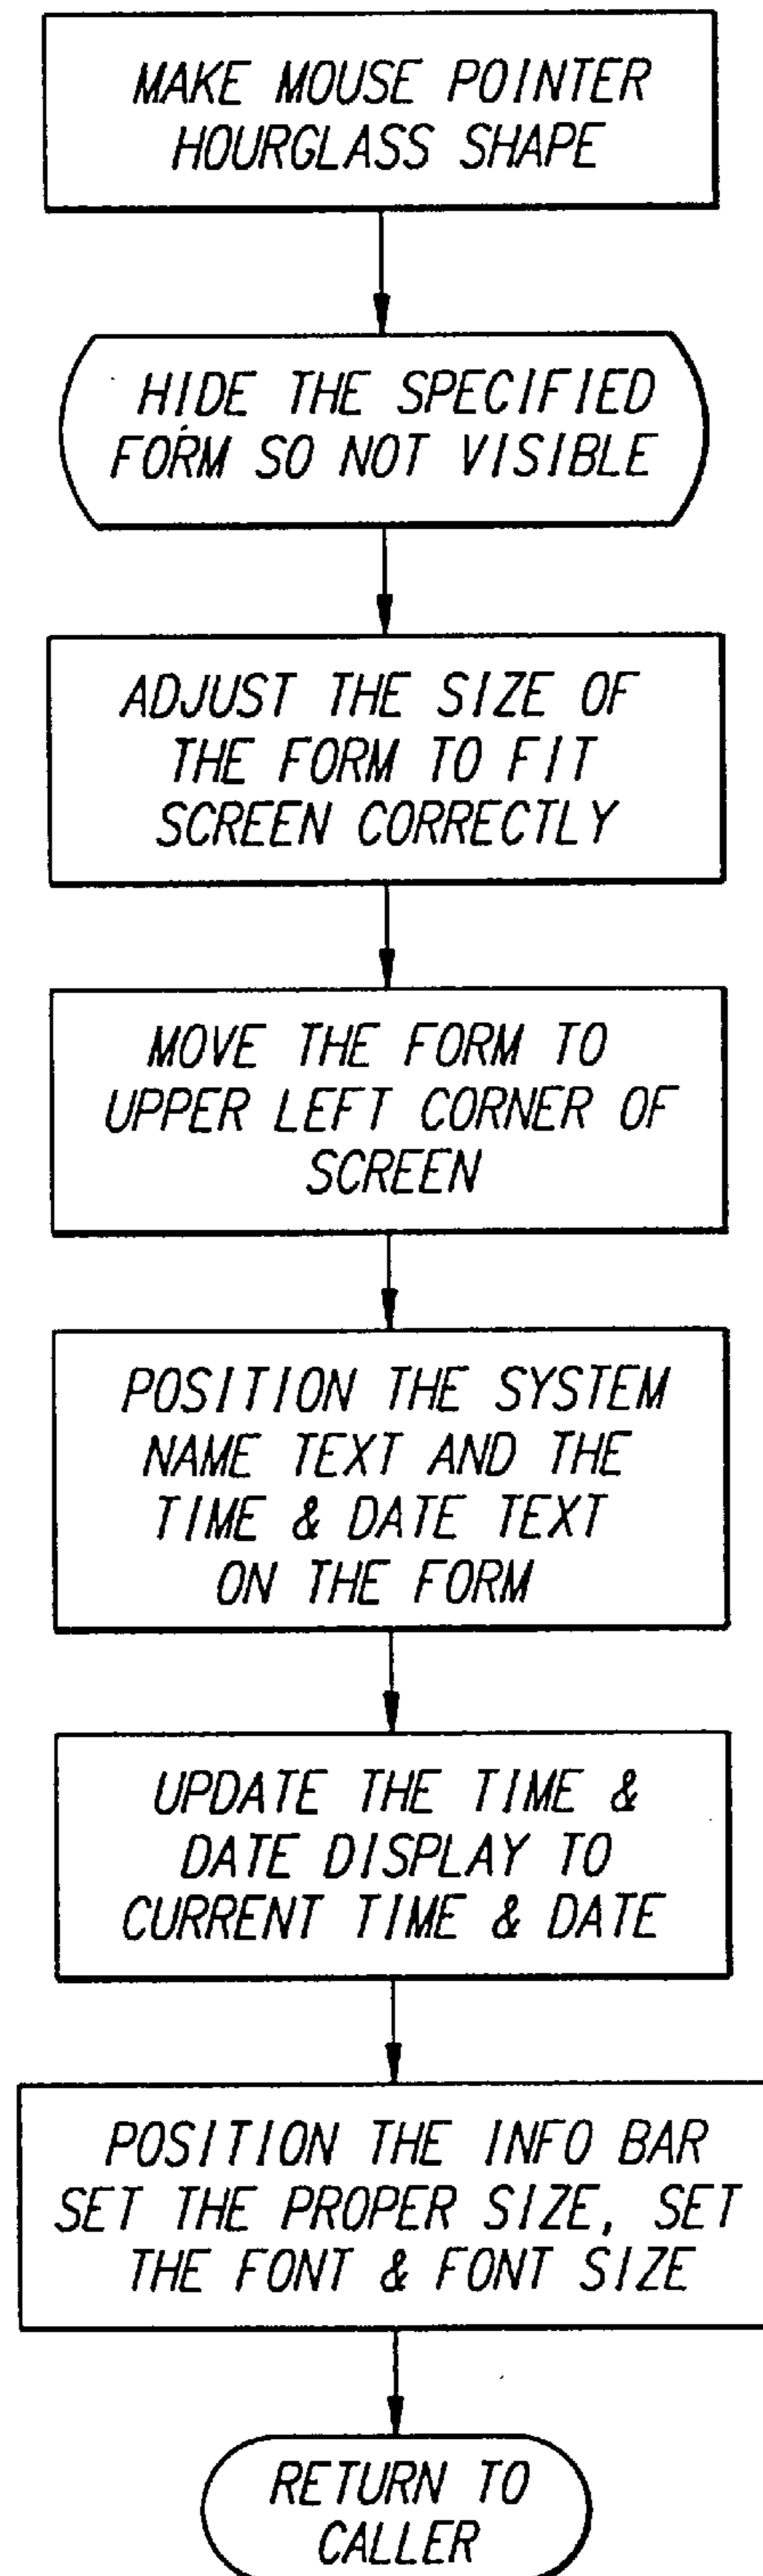 MAKE MOUSE POINTER
HOURGLASS SHAPE
HIDE THE SPECIFIED
FORM SO NOT VISIBLE
ADJUST THE SIZE OF
THE FORM TO FIT
SCREEN CORRECTLY
MOVE THE FORM TO
UPPER LEFT CORNER OF
SCREEN
POSITION THE SYSTEM
NAME TEXT AND THE
TIME & DATE TEXT
ON THE FORM
UPDATE THE TIME &
DATE DISPLAY TO
CURRENT TIME & DATE
POSITION THE INFO BAR
SET THE PROPER SIZE, SET
THE FONT & FONT SIZE
RETURN TO
CALLER